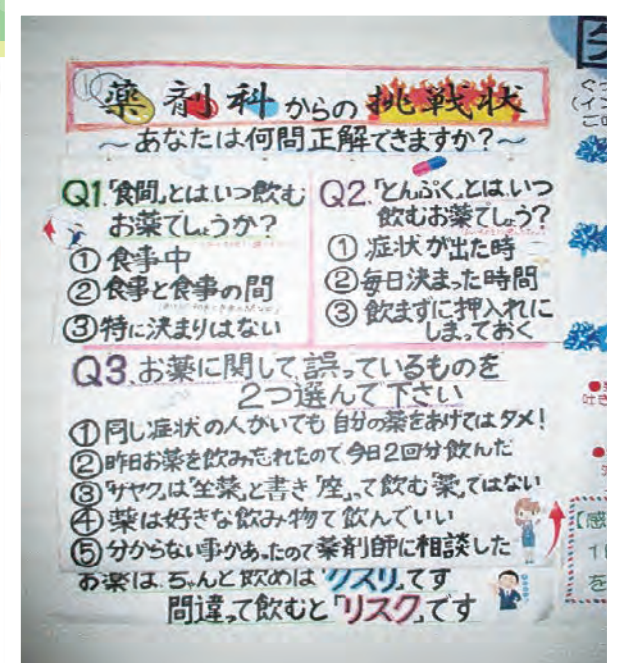 薬剤科からの挑戦状
～あなたは何問正解できますか？～
Q1.「食間」とは、いつ飲む
お薬でしょうか？
① 食事中
② 食事と食事の間
③ 特に決まりはない
Q2.「とんぷく」とは、いつ
飲むお薬でしょう？
① 症状が出た時
② 毎日決まった時間
③ 飲まずに押入れに
しまっておく
Q3.お薬に関して、誤っているものを
2つ選んで下さい
① 同じ症状の人がいても 自分の薬をあげてはダメ！
② 昨日お薬を飲み忘れたので今日2回分飲んだ
③ 「ザヤク」は「坐薬」と書き「座」って飲む「薬」ではない
④ 薬は好きな飲み物で飲んでいい
⑤ 分からない事があったので薬剤師に相談した
お薬は、ちゃんと飲めば「クスリ」です
間違って飲むと「リスク」です